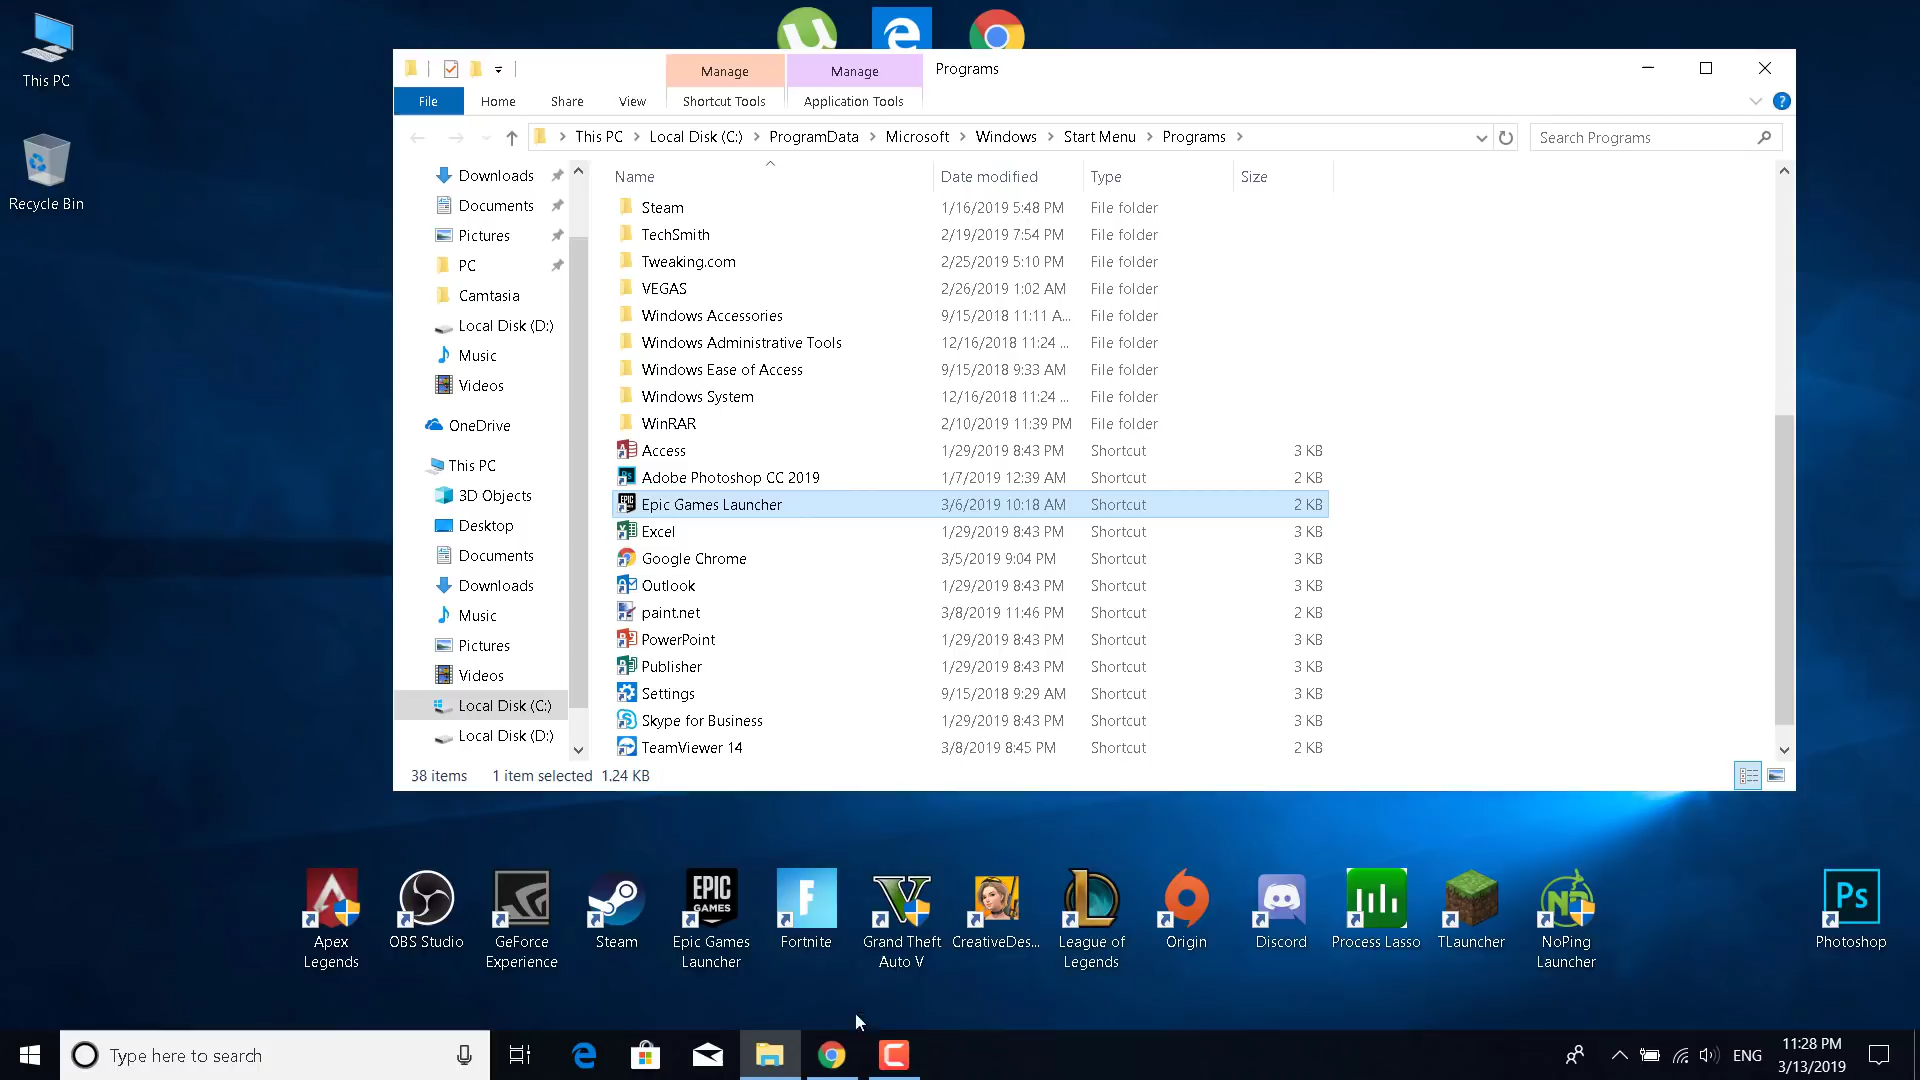 This PC
Recycle Bin
Manage
Manage
Programs
File
Home
Share
View
Shortcut Tools
Application Tools
This PC
Local Disk (C:)
ProgramData
Microsoft
Windows
Start Menu
Programs
Search Programs
Name
Date modified
Type
Size
Downloads
Documents
Pictures
PC
Camtasia
Local Disk (D:)
Music
Videos
OneDrive
This PC
3D Objects
Desktop
Documents
Downloads
Music
Pictures
Videos
Local Disk (C:)
Local Disk (D:)
Steam 1/16/2019 5:48 PM File folder
TechSmith 2/19/2019 7:54 PM File folder
Tweaking.com 2/25/2019 5:10 PM File folder
VEGAS 2/26/2019 1:02 AM File folder
Windows Accessories 9/15/2018 11:11 A... File folder
Windows Administrative Tools 12/16/2018 11:24 ... File folder
Windows Ease of Access 9/15/2018 9:33 AM File folder
Windows System 12/16/2018 11:24 ... File folder
WinRAR 2/10/2019 11:39 PM File folder
Access 1/29/2019 8:43 PM Shortcut 3 KB
Adobe Photoshop CC 2019 1/7/2019 12:39 AM Shortcut 2 KB
Epic Games Launcher 3/6/2019 10:18 AM Shortcut 2 KB
Excel 1/29/2019 8:43 PM Shortcut 3 KB
Google Chrome 3/5/2019 9:04 PM Shortcut 3 KB
Outlook 1/29/2019 8:43 PM Shortcut 3 KB
paint.net 3/8/2019 11:46 PM Shortcut 2 KB
PowerPoint 1/29/2019 8:43 PM Shortcut 3 KB
Publisher 1/29/2019 8:43 PM Shortcut 3 KB
Settings 9/15/2018 9:29 AM Shortcut 3 KB
Skype for Business 1/29/2019 8:43 PM Shortcut 3 KB
TeamViewer 14 3/8/2019 8:45 PM Shortcut 2 KB
38 items 1 item selected 1.24 KB
EPIC
GAMES
Ps
Apex
Legends
OBS Studio
GeForce
Experience
Steam
Epic Games
Launcher
Fortnite
Grand Theft
Auto V
CreativeDes...
League of
Legends
Origin
Discord
Process Lasso
TLauncher
NoPing
Launcher
Photoshop
Type here to search
ENG
11:28 PM
3/13/2019